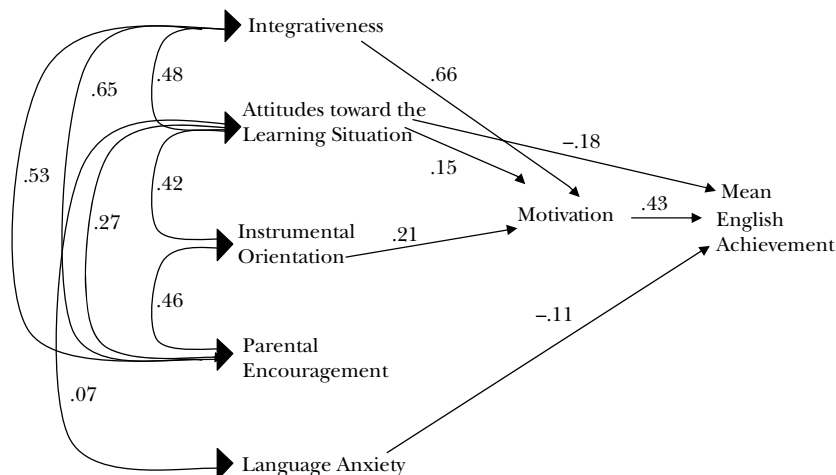 Integrativeness
.48
.66
.65
Attitudes toward the
Learning Situation
–.18
.15
.53
.42
Mean
English
Achievement
Motivation
.43
.27
Instrumental
Orientation
.21
.46
–.11
Parental
Encouragement
.07
Language Anxiety